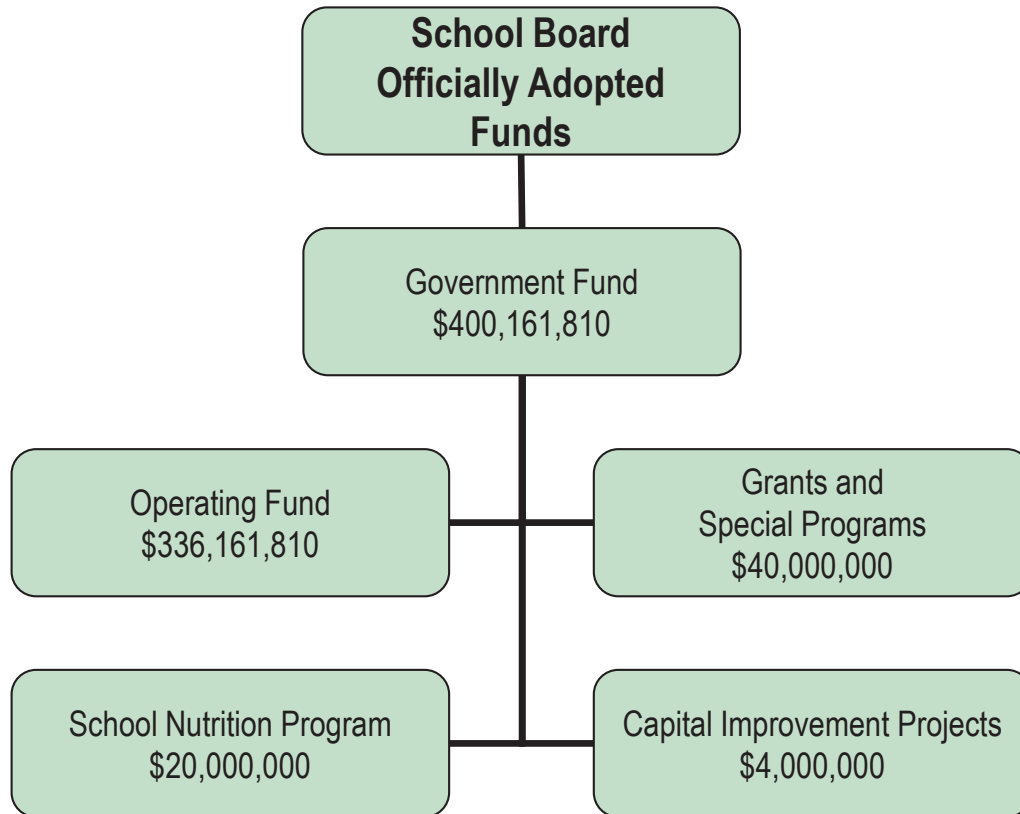 School Board
Officially Adopted
Funds
Government Fund
$400,161,810
Operating Fund
$336,161,810
Grants and
Special Programs
$40,000,000
School Nutrition Program
$20,000,000
Capital Improvement Projects
$4,000,000